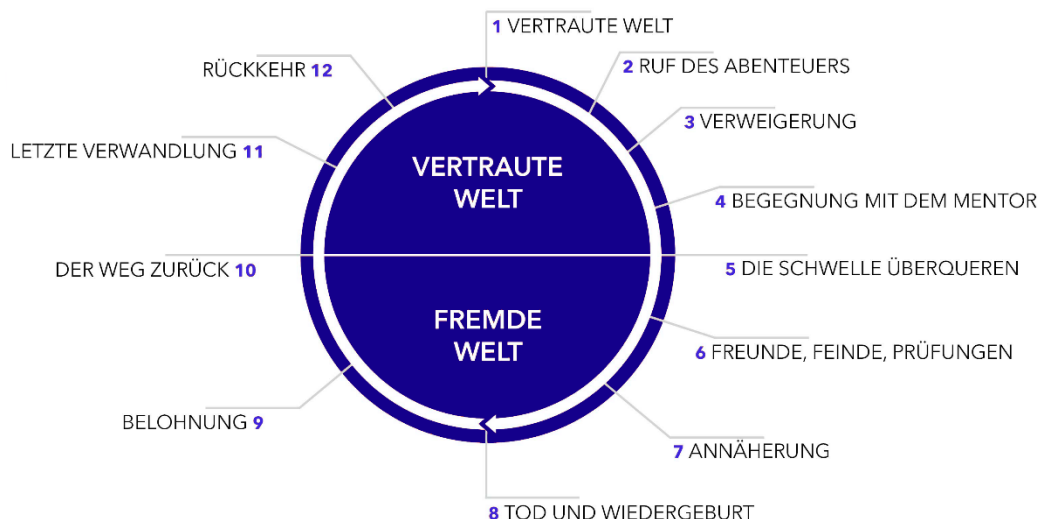 1 VERTRAUTE WELT
2 RUF DES ABENTEUERS
3 VERWEIGERUNG
4 BEGEGNUNG MIT DEM MENTOR
5 DIE SCHWELLE ÜBERQUEREN
6 FREUNDE, FEINDE, PRÜFUNGEN
7 ANNÄHERUNG
8 TOD UND WIEDERGEBURT
BELOHNUNG 9
DER WEG ZURÜCK 10
LETZTE VERWANDLUNG 11
RÜCKKEHR 12
VERTRAUTE
WELT
FREMDE
WELT